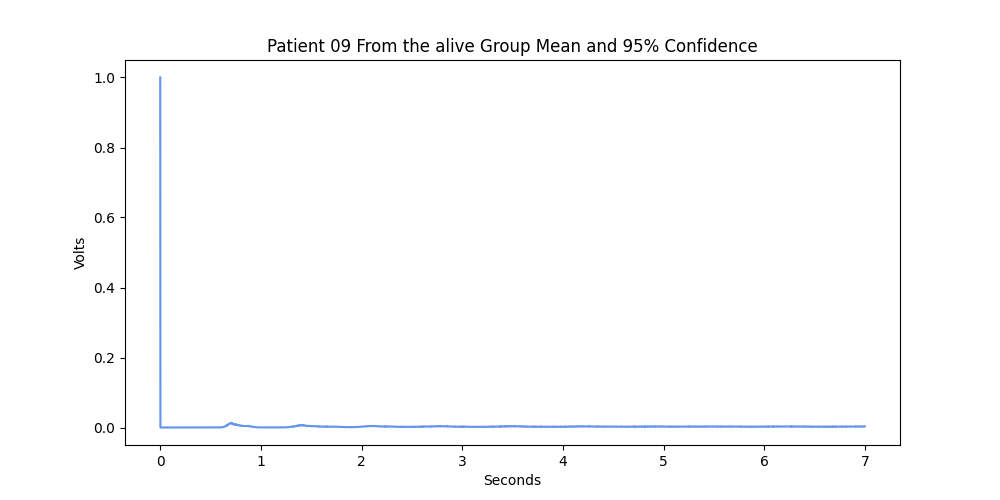 Patient 09 From the alive Group Mean and 95% Confidence
1.0
0.8
0.6
0.4
0.2
0.0
Volts
0 1 2 3 4 5 6 7
Seconds